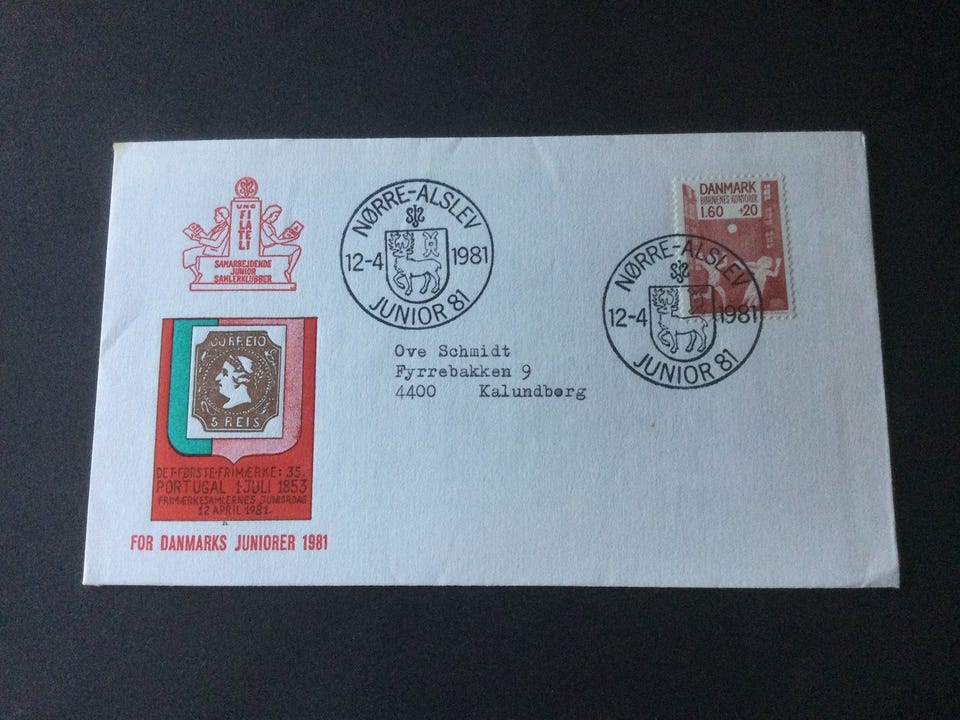 UNG
FILATELI
SAMARBEJDENDE
JUNIOR
SAMLERKLUBBER
CORREIO
5 REIS
DET·FØRSTE·FRIMÆRKE: 35.
PORTUGAL 1·JULI 1853
FRIMÆRKESAMLERNES JUNIORDAG
12 APRIL 1981.
FOR DANMARKS JUNIORER 1981
NØRRE-ALSLEV
12-4 1981
JUNIOR 81
Ove Schmidt
Fyrrebakken 9
4400 Kalundborg
DANMARK
BØRNENES KONTORER
1.60 +20
NØRRE-ALSLEV
12-4 1981
JUNIOR 81